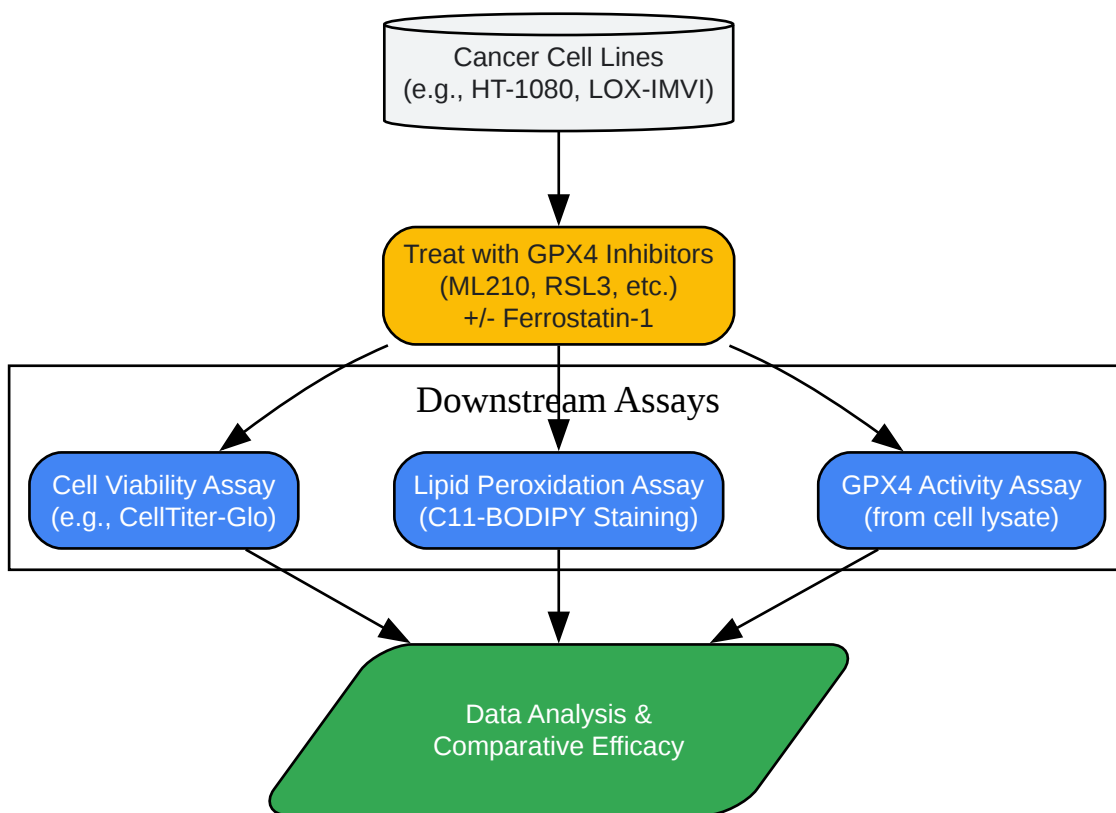 Cancer Cell Lines
(e.g., HT-1080, LOX-IMVI)
Treat with GPX4 Inhibitors
(ML210, RSL3, etc.)
+/- Ferrostatin-1
Downstream Assays
Cell Viability Assay
(e.g., CellTiter-Glo)
Lipid Peroxidation Assay
(C11-BODIPY Staining)
GPX4 Activity Assay
(from cell lysate)
Data Analysis &
Comparative Efficacy